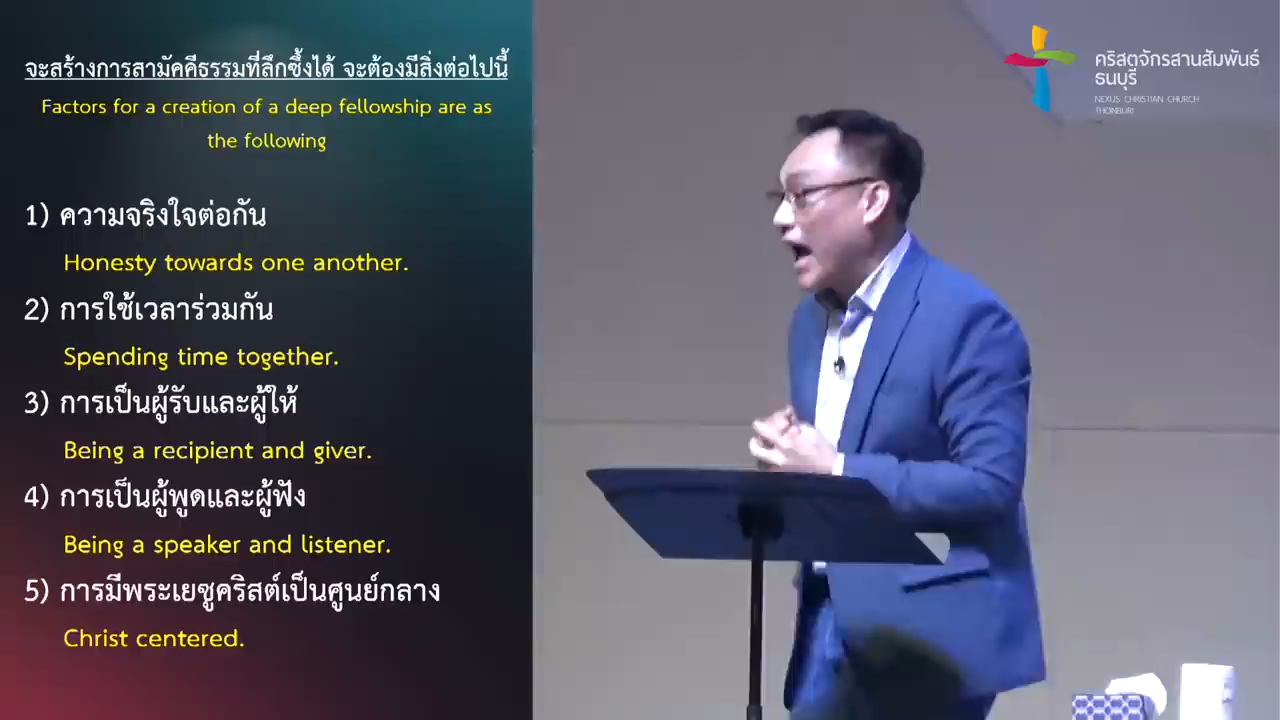 จะสร้างการสามัคคีธรรมที่ลึกซึ้งได้ จะต้องมีสิ่งต่อไปนี้
Factors for a creation of a deep fellowship are as
the following
1) ความจริงใจต่อกัน
Honesty towards one another.
2) การใช้เวลาร่วมกัน
Spending time together.
3) การเป็นผู้รับและผู้ให้
Being a recipient and giver.
4) การเป็นผู้พูดและผู้ฟัง
Being a speaker and listener.
5) การมีพระเยซูคริสต์เป็นศูนย์กลาง
Christ centered.
คริสตจักรสานสัมพันธ์
ธนบุรี
NEXUS CHRISTIAN CHURCH
THONBURI